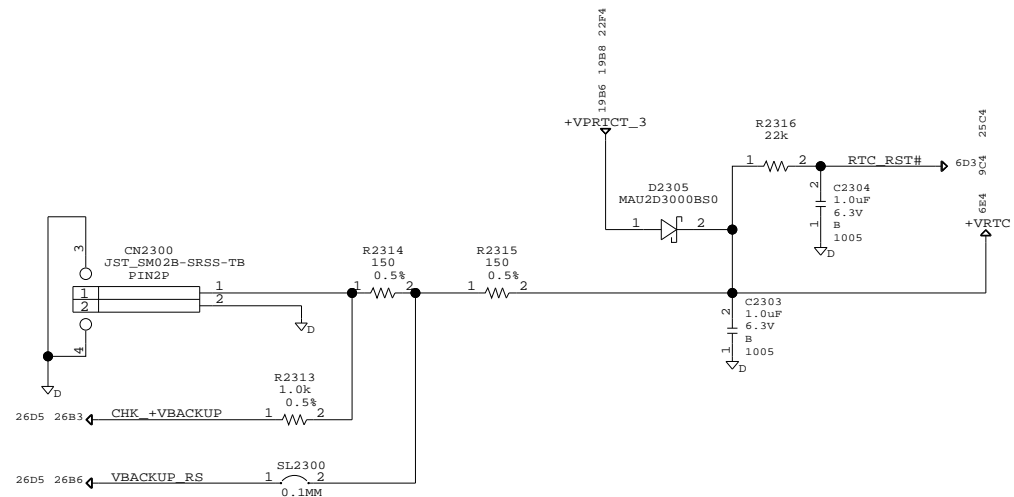 19B6 19B8 22F4
+VPRTCT_3
25C4
9C4
6E4
R2316
22k
1 2
RTC_RST#
6D3
2
C2304
1.0uF
6.3V
B
1
1005
D
+VRTC
D2305
MAU2D3000BS0
1 2
3
CN2300
JST_SM02B-SRSS-TB
PIN2P
1 1
2 2
D
4
D
R2314
150
0.5%
1 2
R2315
150
0.5%
1 2
2
C2303
1.0uF
6.3V
B
1
1005
D
R2313
1.0k
0.5%
26D5 26B3 CHK_+VBACKUP 1 2
SL2300
26D5 26B6 VBACKUP_RS 1 2
0.1MM